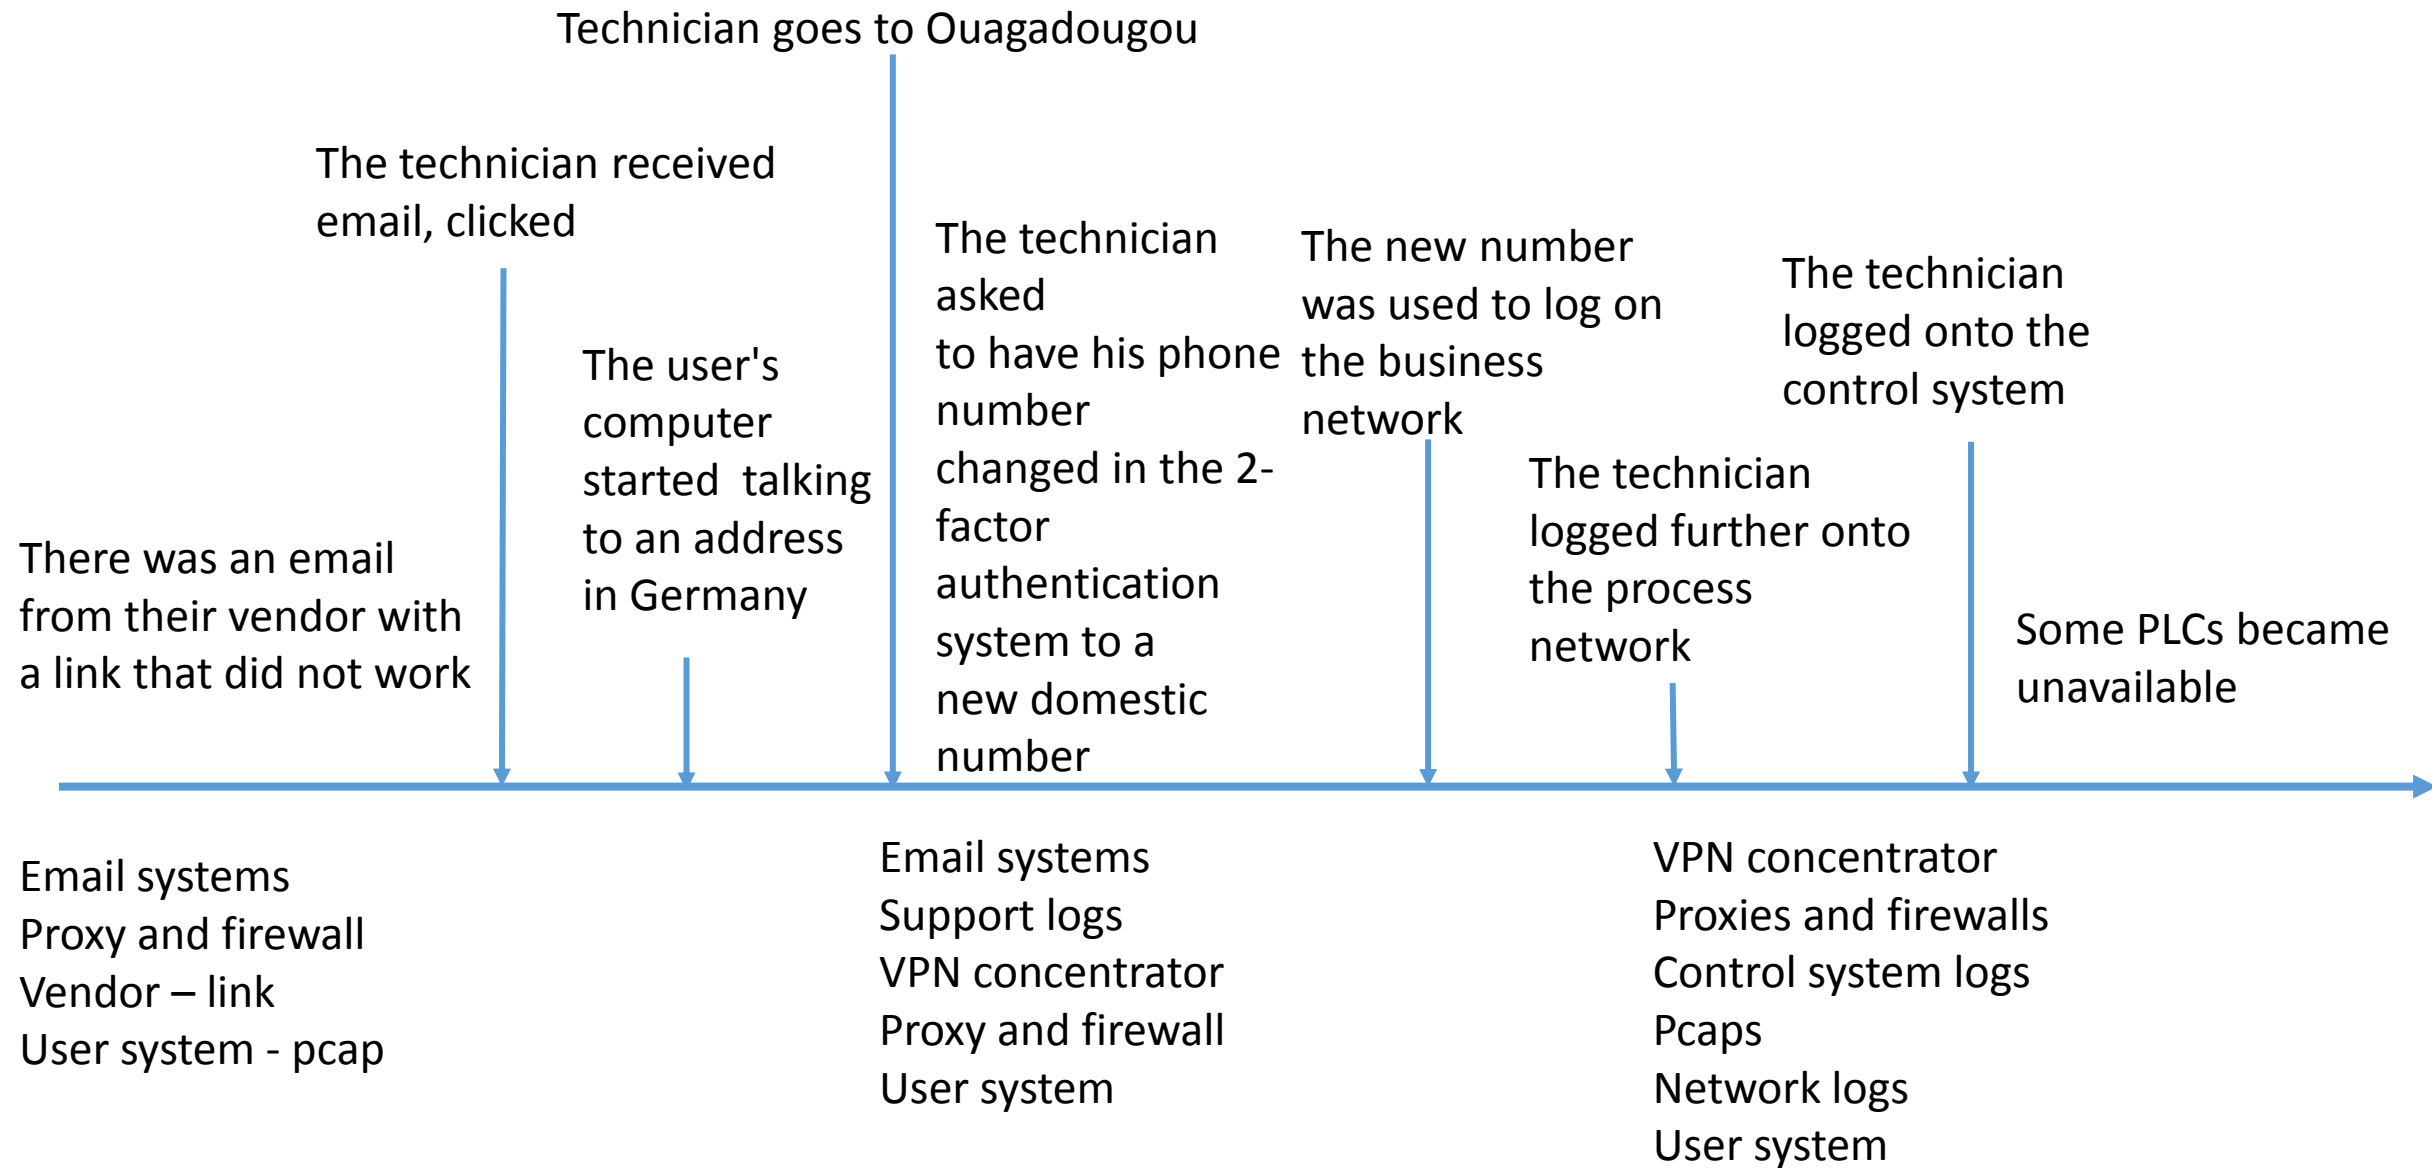 Technician goes to Ouagadougou
The technician received
email, clicked
There was an email
from their vendor with
a link that did not work
The user's
computer
started  talking
to an address
in Germany
The technician
asked
to have his phone
number
changed in the 2-
factor
authentication
system to a
new domestic
number
The new number
was used to log on
the business
network
The technician
logged further onto
the process
network
The technician
logged onto the
control system
Some PLCs became
unavailable
Email systems
Proxy and firewall
Vendor – link
User system - pcap
Email systems
Support logs
VPN concentrator
Proxy and firewall
User system
VPN concentrator
Proxies and firewalls
Control system logs
Pcaps
Network logs
User system